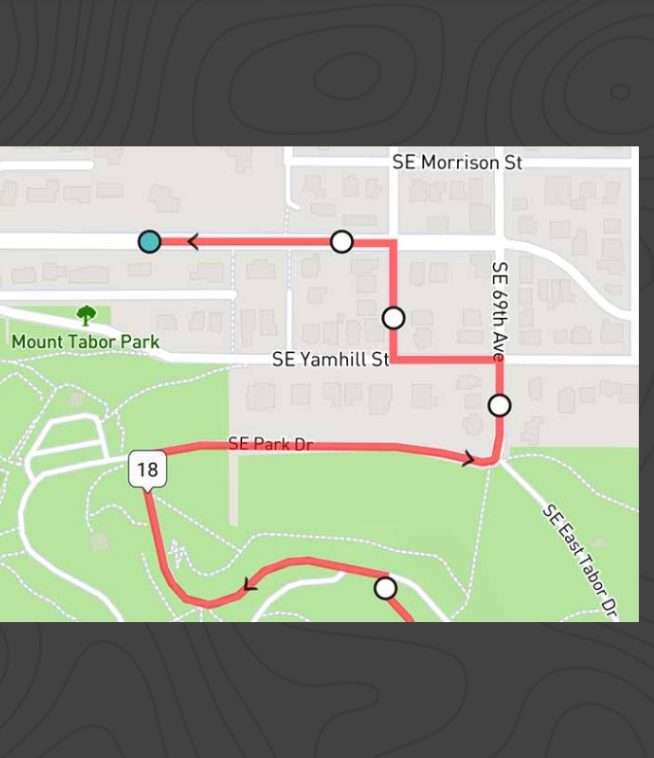 SE Morrison St
SE 69th Ave
Mount Tabor Park
SE Yamhill St
SE Park Dr
18
SE East Tabor Dr